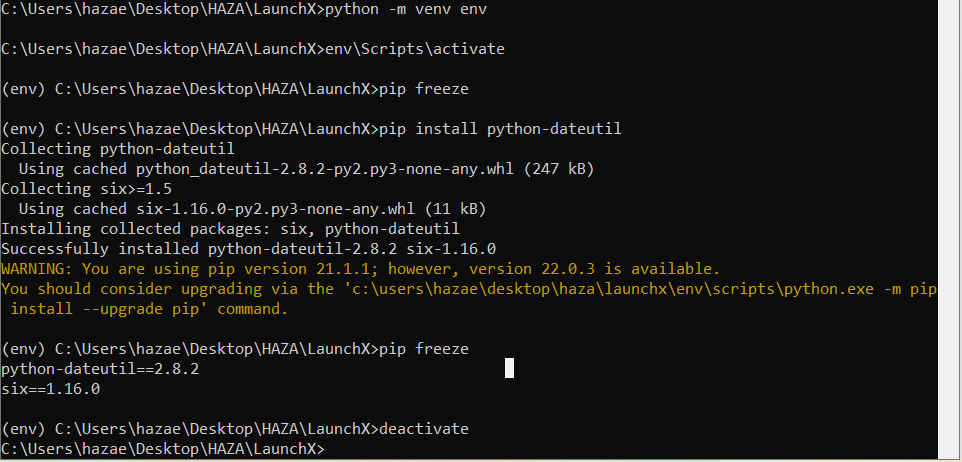 C:\Users\hazae\Desktop\HAZA\LaunchX>python -m venv env
C:\Users\hazae\Desktop\HAZA\LaunchX>env\Scripts\activate
(env) C:\Users\hazae\Desktop\HAZA\LaunchX>pip freeze
(env) C:\Users\hazae\Desktop\HAZA\LaunchX>pip install python-dateutil
Collecting python-dateutil
  Using cached python_dateutil-2.8.2-py2.py3-none-any.whl (247 kB)
Collecting six>=1.5
  Using cached six-1.16.0-py2.py3-none-any.whl (11 kB)
Installing collected packages: six, python-dateutil
Successfully installed python-dateutil-2.8.2 six-1.16.0
WARNING: You are using pip version 21.1.1; however, version 22.0.3 is available.
You should consider upgrading via the 'c:\users\hazae\desktop\haza\launchx\env\scripts\python.exe -m pip
 install --upgrade pip' command.
(env) C:\Users\hazae\Desktop\HAZA\LaunchX>pip freeze
python-dateutil==2.8.2
six==1.16.0
(env) C:\Users\hazae\Desktop\HAZA\LaunchX>deactivate
C:\Users\hazae\Desktop\HAZA\LaunchX>